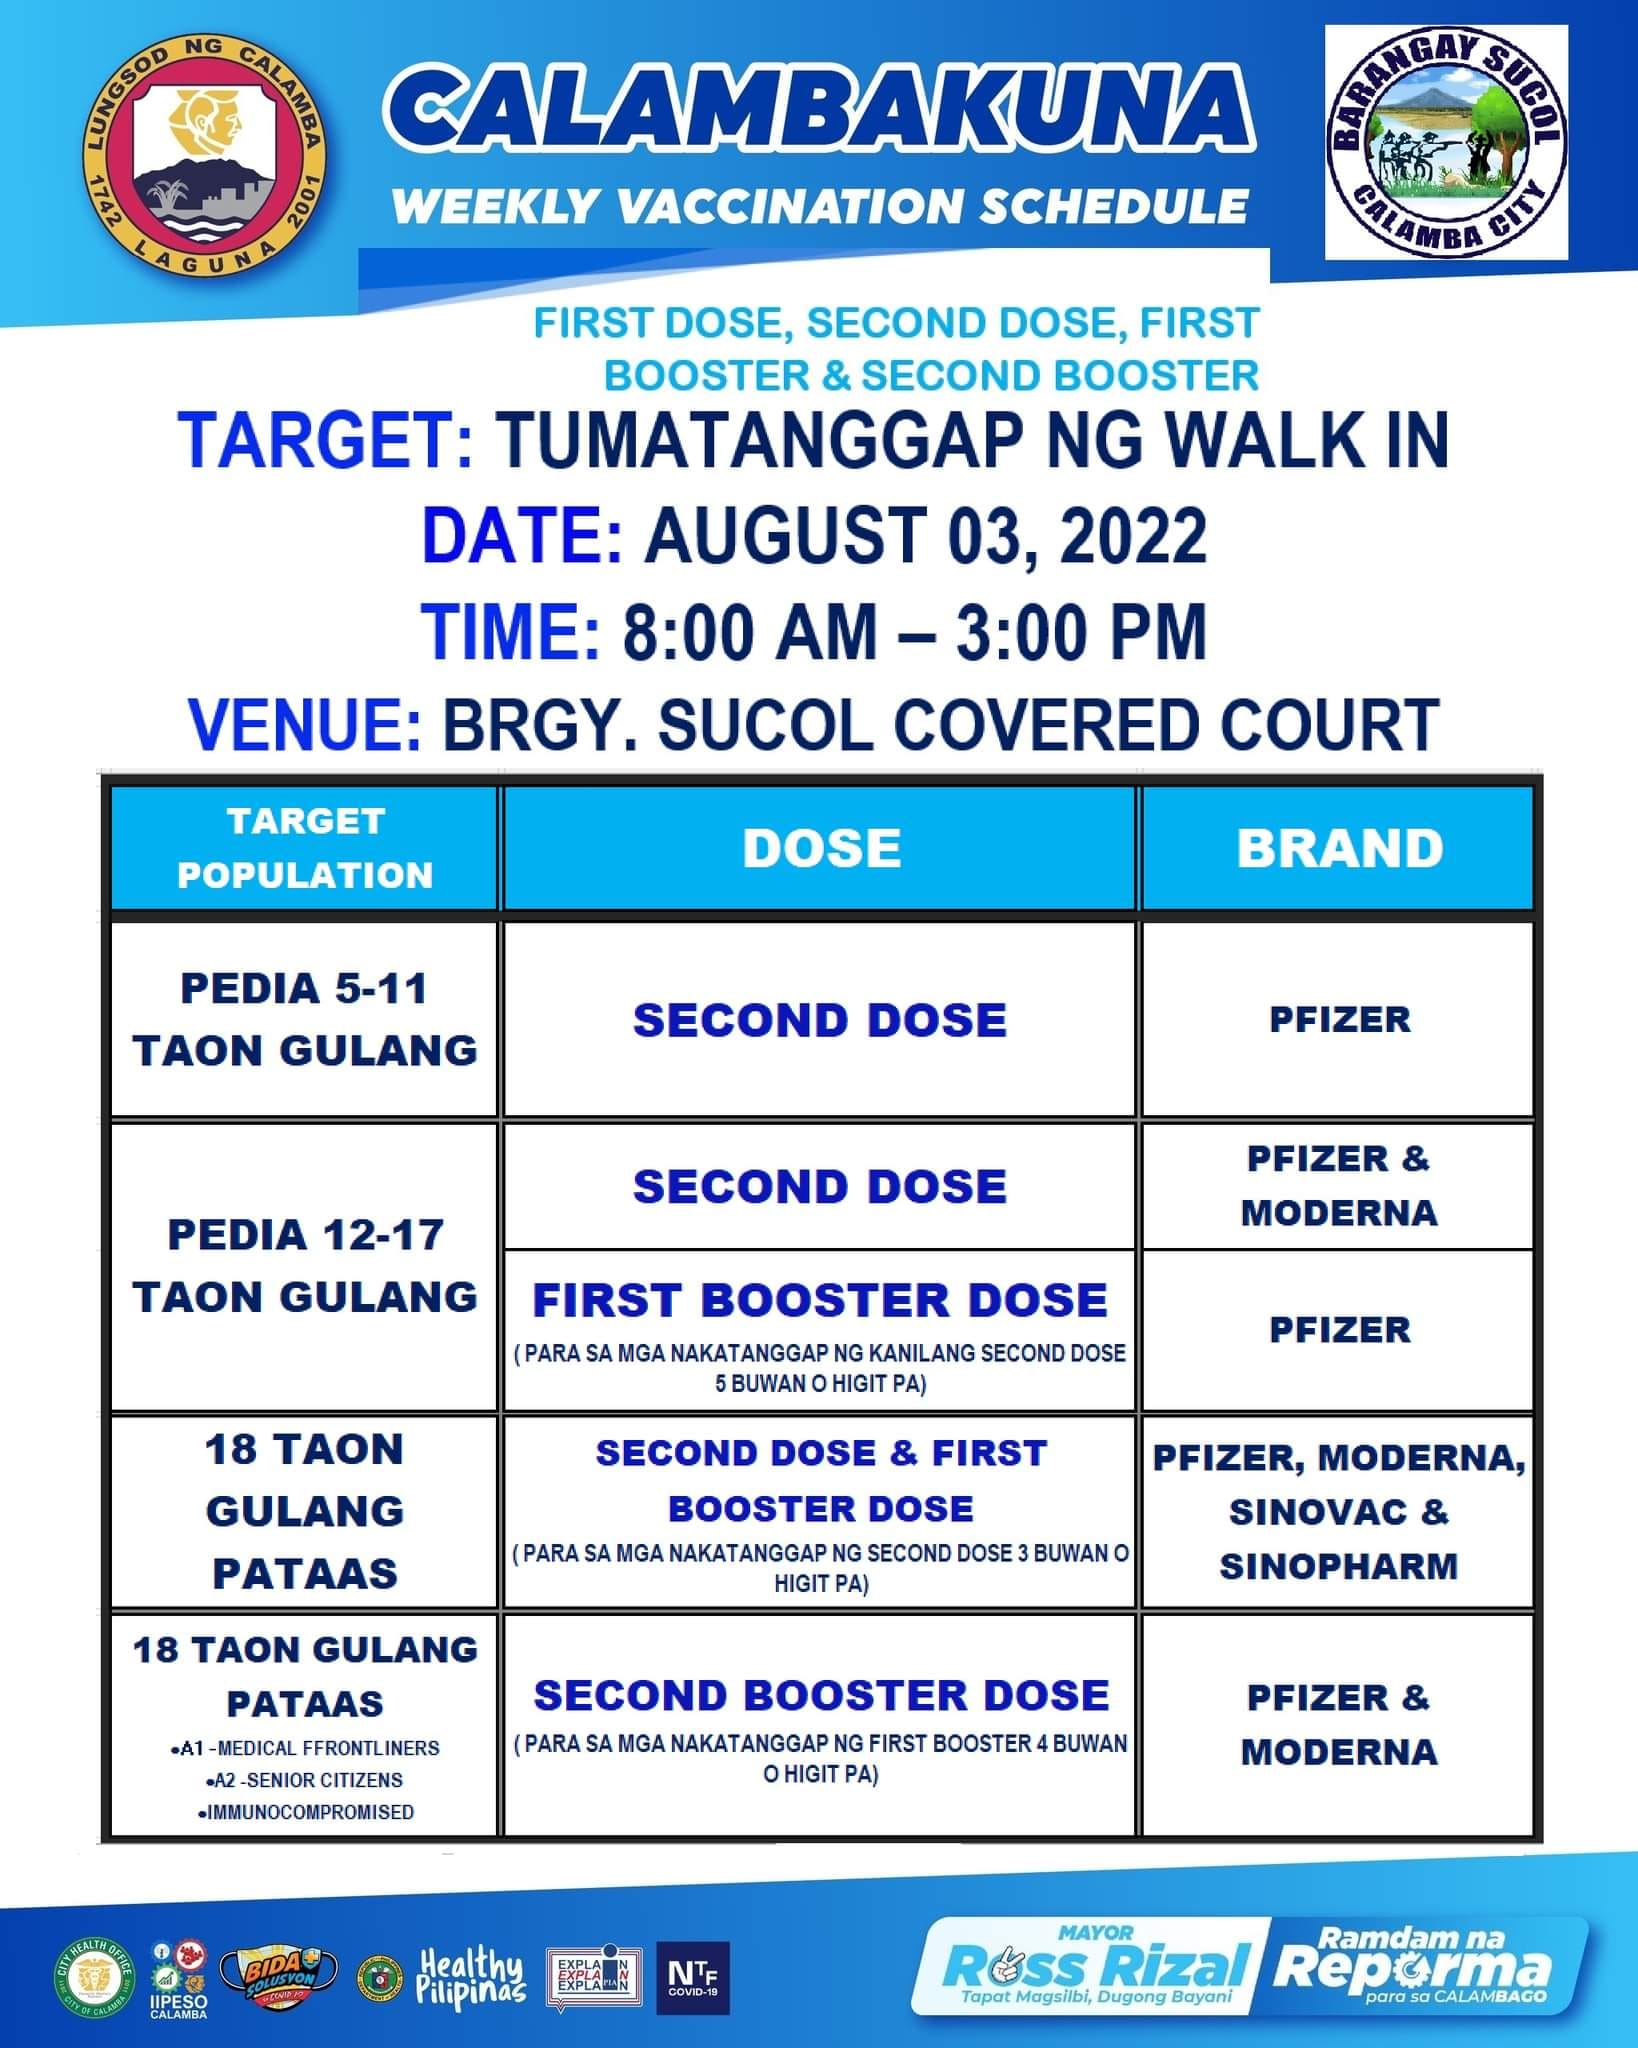 LUNGSOD NG CALAMBA
1742 LAGUNA 2001
CALAMBAKUNA
WEEKLY VACCINATION SCHEDULE
BARANGAY SUCOL
CALAMBA CITY
FIRST DOSE, SECOND DOSE, FIRST
BOOSTER & SECOND BOOSTER
TARGET: TUMATANGGAP NG WALK IN
DATE: AUGUST 03, 2022
TIME: 8:00 AM – 3:00 PM
VENUE: BRGY. SUCOL COVERED COURT
TARGET
POPULATION
DOSE
BRAND
PEDIA 5-11
TAON GULANG
SECOND DOSE
PFIZER
PEDIA 12-17
TAON GULANG
SECOND DOSE
PFIZER &
MODERNA
FIRST BOOSTER DOSE
( PARA SA MGA NAKATANGGAP NG KANILANG SECOND DOSE
5 BUWAN O HIGIT PA)
PFIZER
18 TAON
GULANG
PATAAS
SECOND DOSE & FIRST
BOOSTER DOSE
( PARA SA MGA NAKATANGGAP NG SECOND DOSE 3 BUWAN O
HIGIT PA)
PFIZER, MODERNA,
SINOVAC &
SINOPHARM
18 TAON GULANG
PATAAS
•A1 -MEDICAL FFRONTLINERS
•A2 -SENIOR CITIZENS
•IMMUNOCOMPROMISED
SECOND BOOSTER DOSE
( PARA SA MGA NAKATANGGAP NG FIRST BOOSTER 4 BUWAN
O HIGIT PA)
PFIZER &
MODERNA
CITY HEALTH OFFICE
CITY OF CALAMBA
IIPESO
CALAMBA
BIDA
SOLUSYON
COVID-19
Healthy
Pilipinas
EXPLAIN
EXPLAIN
EXPLAIN
PIA
NTF
COVID-19
MAYOR
Ross Rizal
Tapat Magsilbi, Dugong Bayani
Ramdam na
Reporma
para sa CALAMBAGO